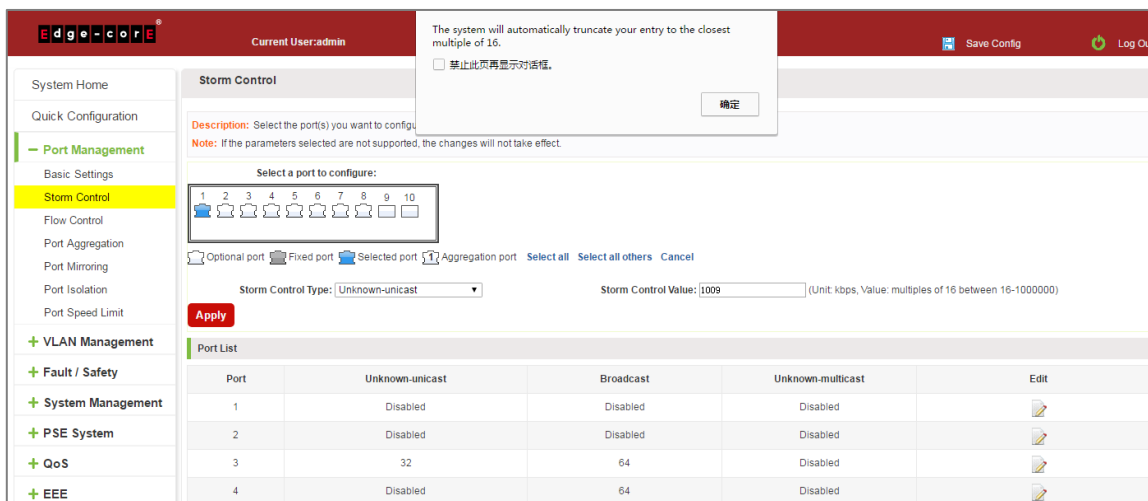 Edge-corE®
Current User:admin
Save Config
Log Ou
The system will automatically truncate your entry to the closest
multiple of 16.
禁止此页再显示对话框。
确定
System Home
Quick Configuration
Port Management
Basic Settings
Storm Control
Flow Control
Port Aggregation
Port Mirroring
Port Isolation
Port Speed Limit
VLAN Management
Fault / Safety
System Management
PSE System
QoS
EEE
Storm Control
Description: Select the port(s) you want to configu
Note: If the parameters selected are not supported, the changes will not take effect.
Select a port to configure:
1 2 3 4 5 6 7 8 9 10
Optional port Fixed port Selected port 1 Aggregation port Select all Select all others Cancel
Storm Control Type: Unknown-unicast Storm Control Value: 1009 (Unit: kbps, Value: multiples of 16 between 16-1000000)
Apply
Port List
Port Unknown-unicast Broadcast Unknown-multicast Edit
1 Disabled Disabled Disabled
2 Disabled Disabled Disabled
3 32 64 Disabled
4 Disabled 64 Disabled